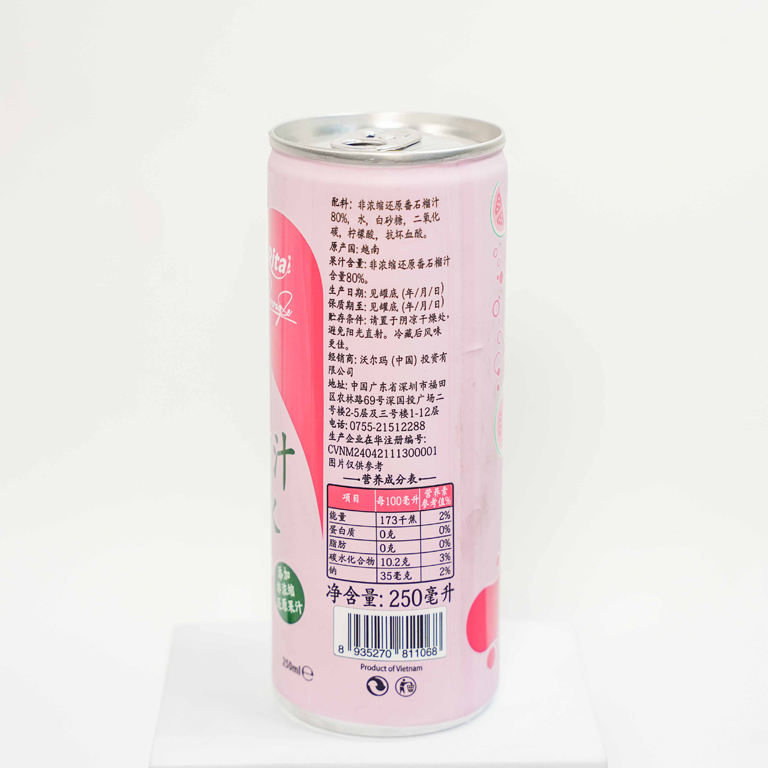 配料: 非浓缩还原番石榴汁
80%, 水, 白砂糖, 二氧化
碳, 柠檬酸, 抗坏血酸。
原产国: 越南
果汁含量: 非浓缩还原番石榴汁
含量80%。
生产日期: 见罐底 (年/月/日)
保质期至: 见罐底 (年/月/日)
贮存条件: 请置于阴凉干燥处,
避免阳光直射。冷藏后风味
更佳。
经销商: 沃尔玛 (中国) 投资有
限公司
地址: 中国广东省深圳市福田
区农林路69号深国投广场二
号楼2-5层及三号楼1-12层
电话: 0755-21512288
生产企业在华注册编号:
CVNM24042111300001
图片仅供参考
营养成分表
项目 每100毫升 营养素参考值%
能量 173千焦 2%
蛋白质 0克 0%
脂肪 0克 0%
碳水化合物 10.2克 3%
钠 35毫克 2%
净含量: 250毫升
8 935270 811068
Product of Vietnam
rita
汁
添加
非浓缩
还原果汁
250ml℮